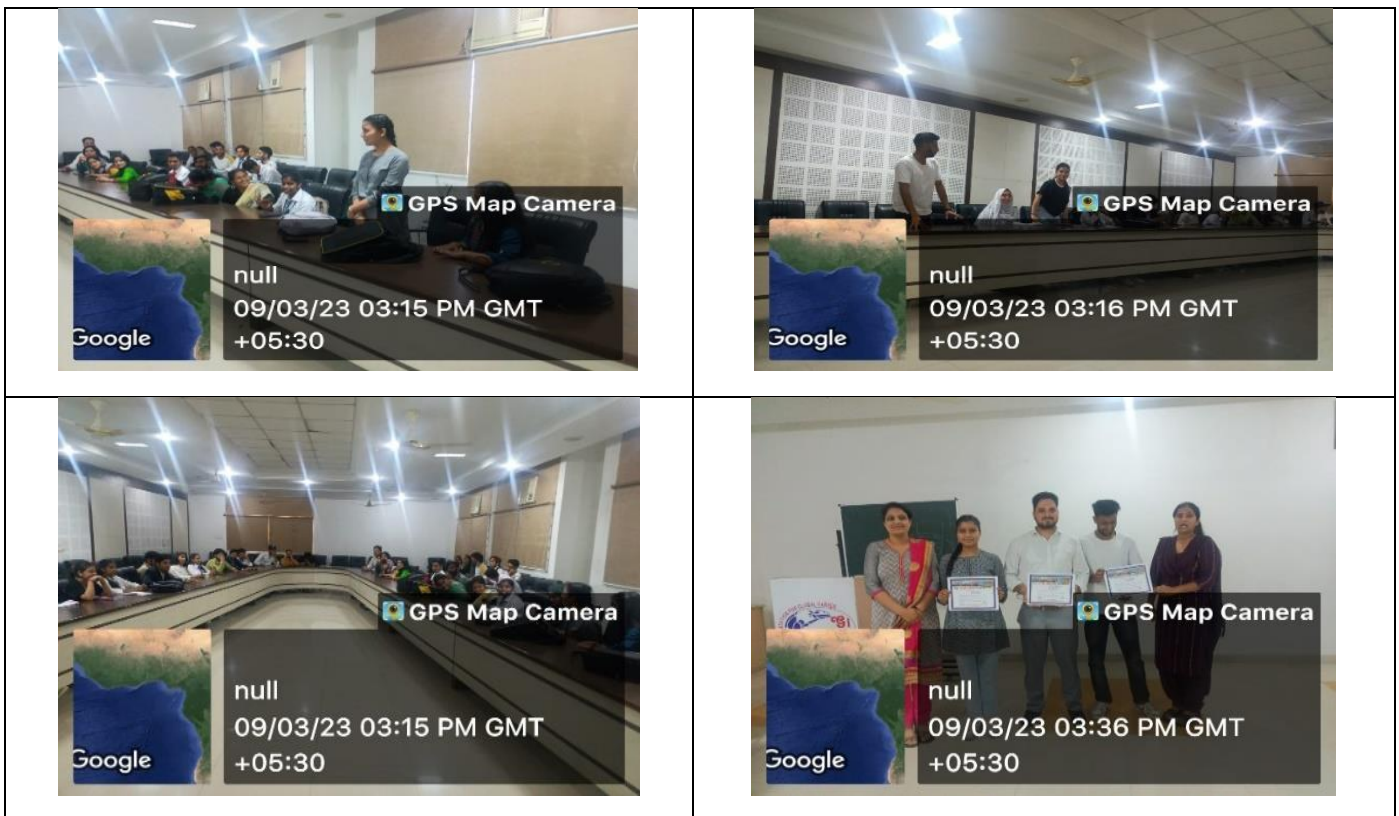 GPS Map Camera
Google
null
09/03/23 03:15 PM GMT
+05:30
GPS Map Camera
Google
null
09/03/23 03:16 PM GMT
+05:30
GPS Map Camera
Google
null
09/03/23 03:15 PM GMT
+05:30
GPS Map Camera
Google
null
09/03/23 03:36 PM GMT
+05:30